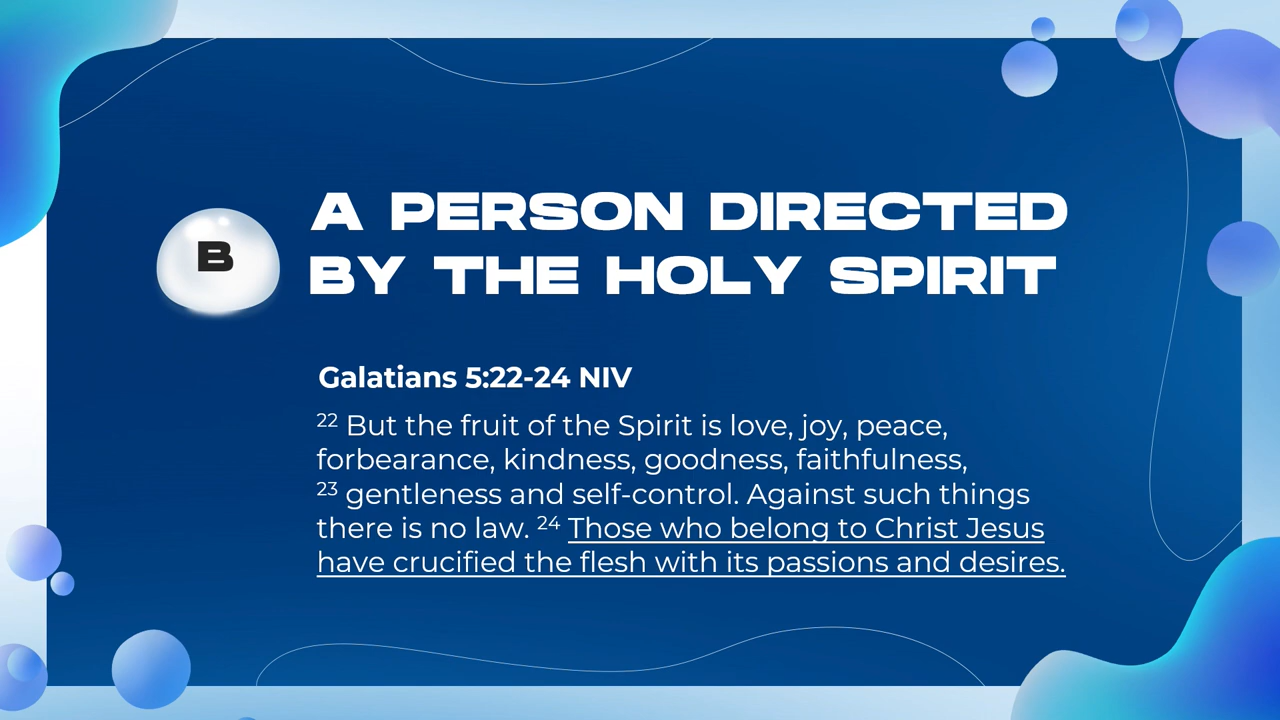 B
A PERSON DIRECTED
BY THE HOLY SPIRIT
Galatians 5:22-24 NIV
²² But the fruit of the Spirit is love, joy, peace,
forbearance, kindness, goodness, faithfulness,
²³ gentleness and self-control. Against such things
there is no law. ²⁴ Those who belong to Christ Jesus
have crucified the flesh with its passions and desires.